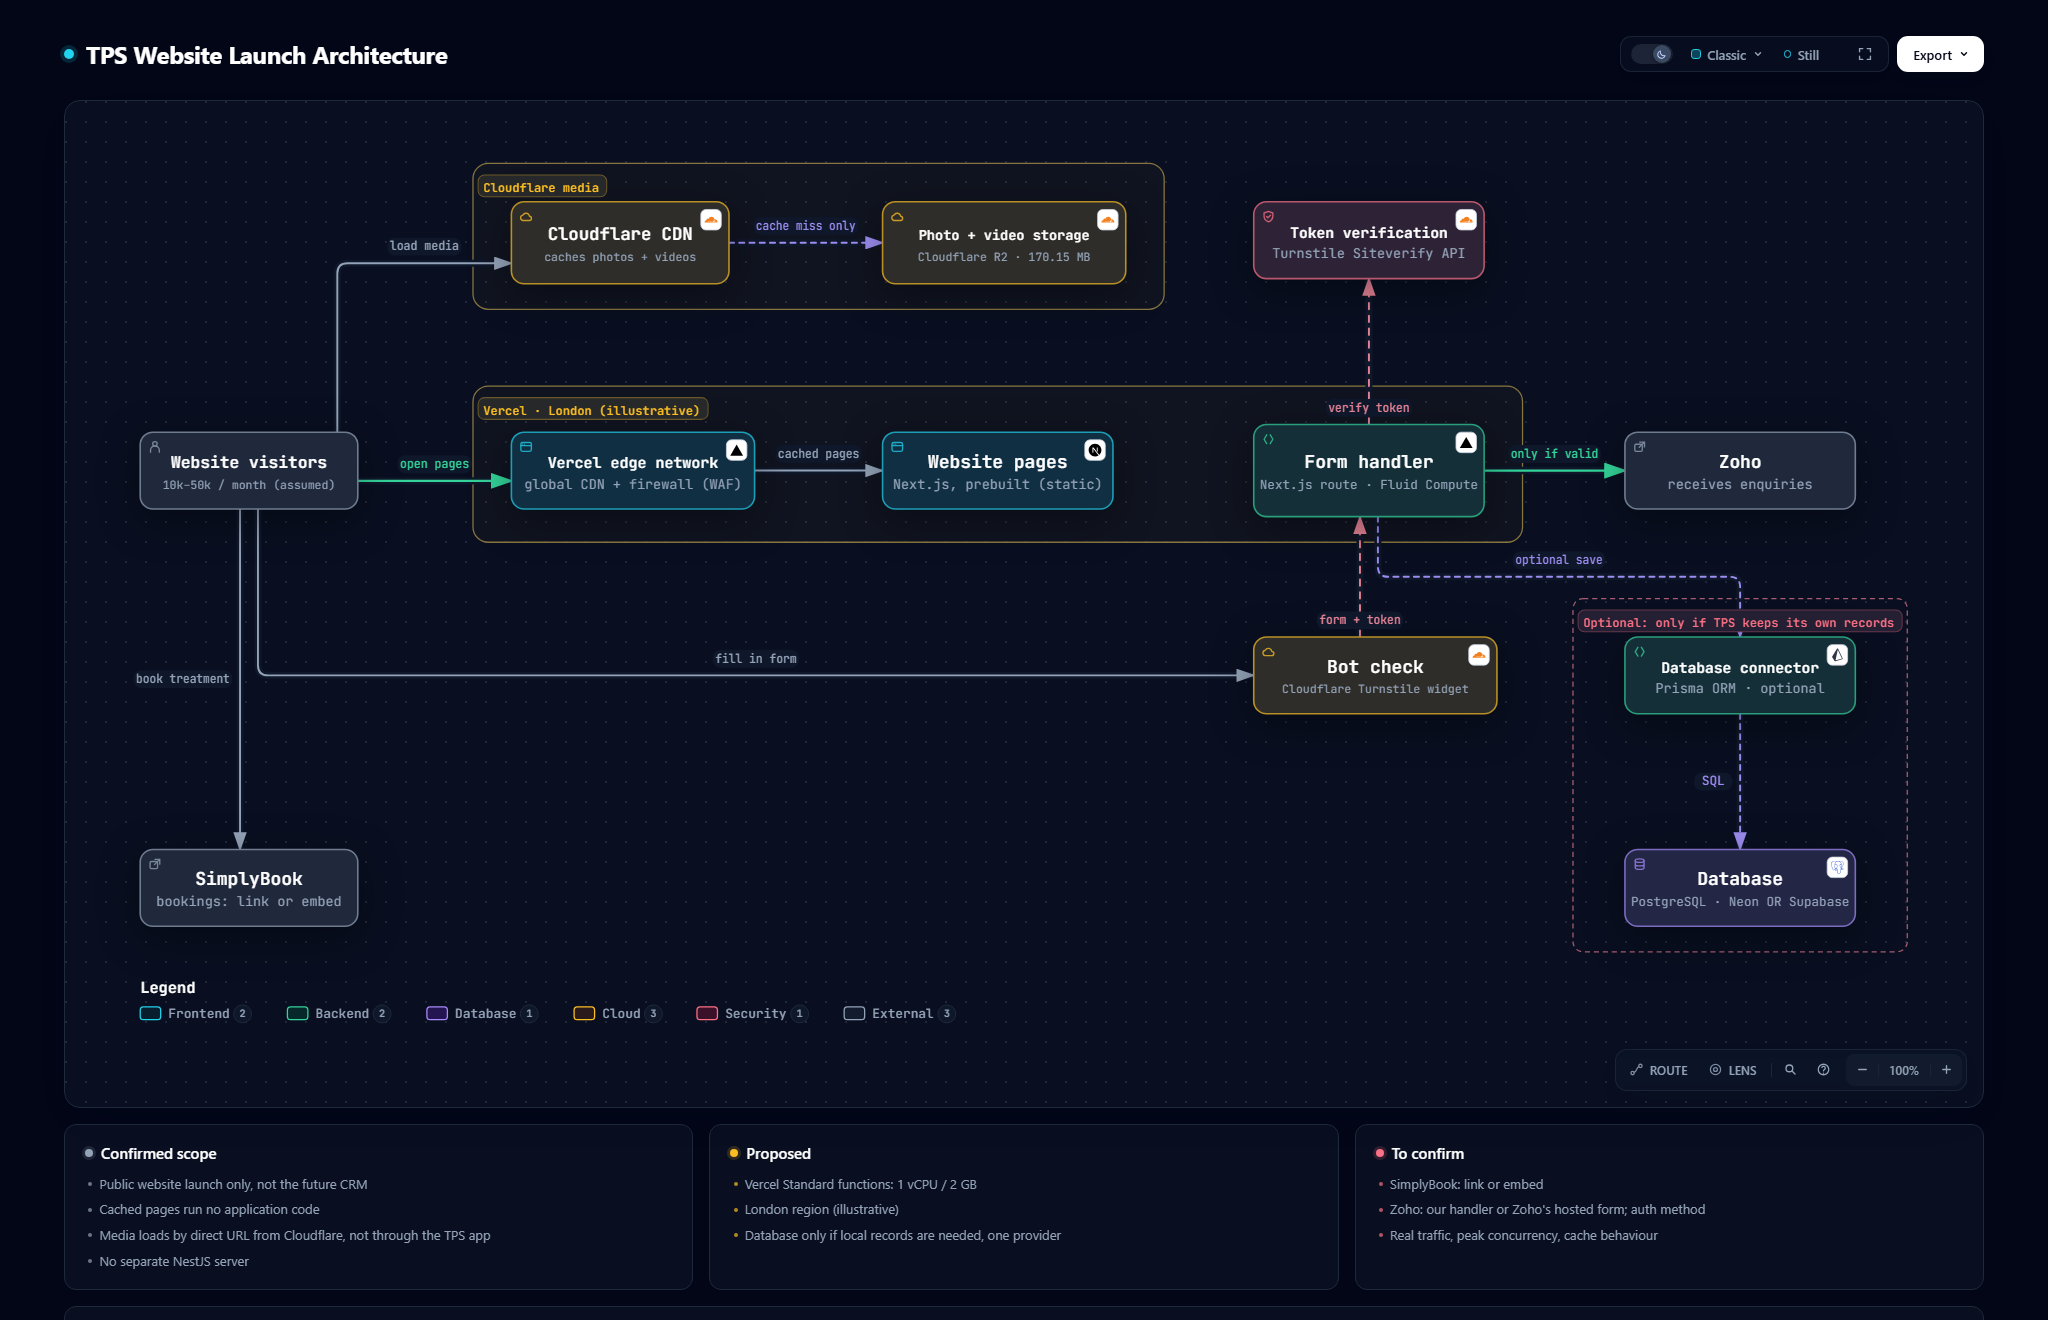 TPS Website Launch Architecture
Classic
Still
Export
Cloudflare media
Cloudflare CDN
caches photos + videos
cache miss only
Photo + video storage
Cloudflare R2 · 170.15 MB
Token verification
Turnstile Siteverify API
load media
verify token
Vercel · London (illustrative)
Website visitors
10k–50k / month (assumed)
open pages
Vercel edge network
global CDN + firewall (WAF)
cached pages
Website pages
Next.js, prebuilt (static)
N
Form handler
Next.js route · Fluid Compute
only if valid
Zoho
receives enquiries
optional save
form + token
Optional: only if TPS keeps its own records
book treatment
fill in form
Bot check
Cloudflare Turnstile widget
Database connector
Prisma ORM · optional
SQL
SimplyBook
bookings: link or embed
Database
PostgreSQL · Neon OR Supabase
Legend
Frontend 2
Backend 2
Database 1
Cloud 3
Security 1
External 3
ROUTE
LENS
100%
Confirmed scope
• Public website launch only, not the future CRM
• Cached pages run no application code
• Media loads by direct URL from Cloudflare, not through the TPS app
• No separate NestJS server
Proposed
• Vercel Standard functions: 1 vCPU / 2 GB
• London region (illustrative)
• Database only if local records are needed, one provider
To confirm
• SimplyBook: link or embed
• Zoho: our handler or Zoho's hosted form; auth method
• Real traffic, peak concurrency, cache behaviour